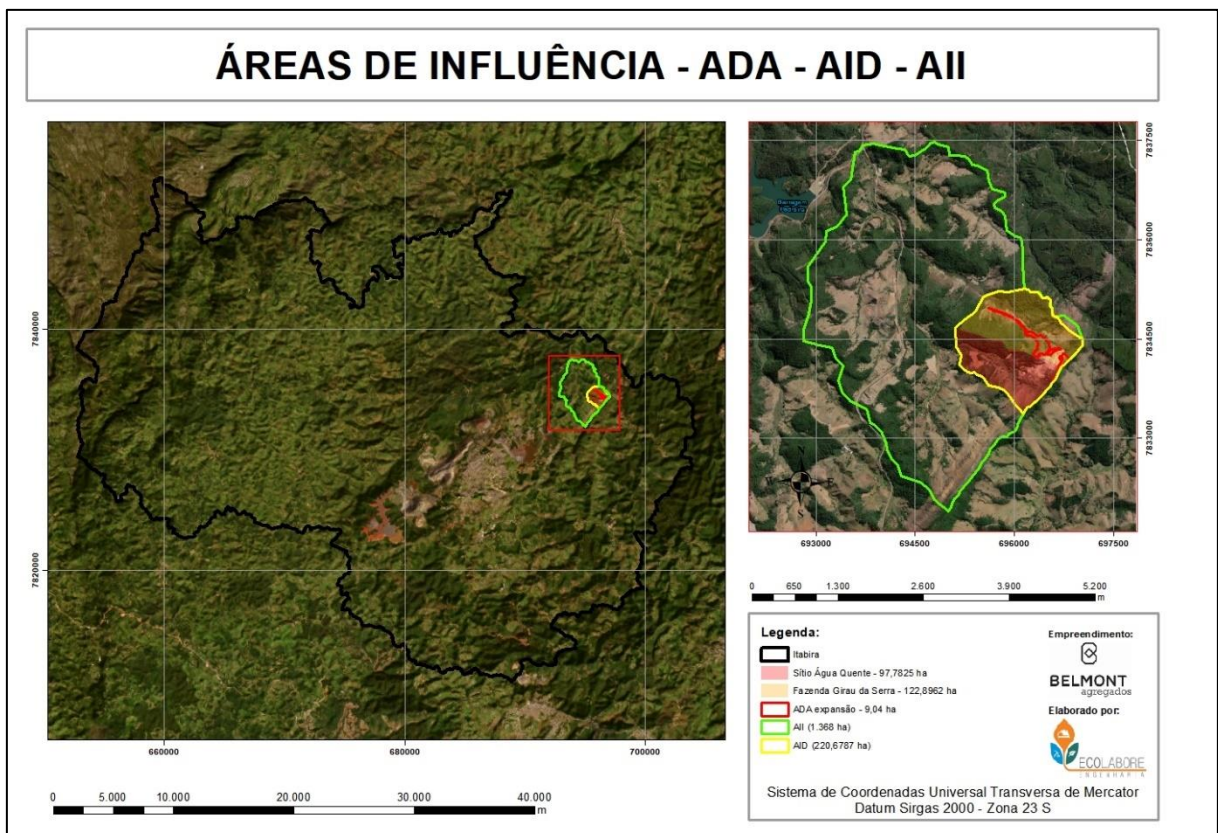 ÁREAS DE INFLUÊNCIA - ADA - AID - AII
7840000
7820000
660000
680000
700000
0 5.000 10.000 20.000 30.000 40.000
m
7837500
7836000
7834500
7833000
N
W E
S
693000
694500
696000
697500
0 650 1.300 2.600 3.900 5.200
m
Legenda:
Itabira
Sítio Água Quente - 97,7825 ha
Fazenda Girau da Serra - 122,8962 ha
ADA expansão - 9,04 ha
AII (1.368 ha)
AID (220,6787 ha)
Empreendimento:
BELMONT
agregados
Elaborado por:
ECOLABORE
ENGENHARIA
Sistema de Coordenadas Universal Transversa de Mercator
Datum Sirgas 2000 - Zona 23 S